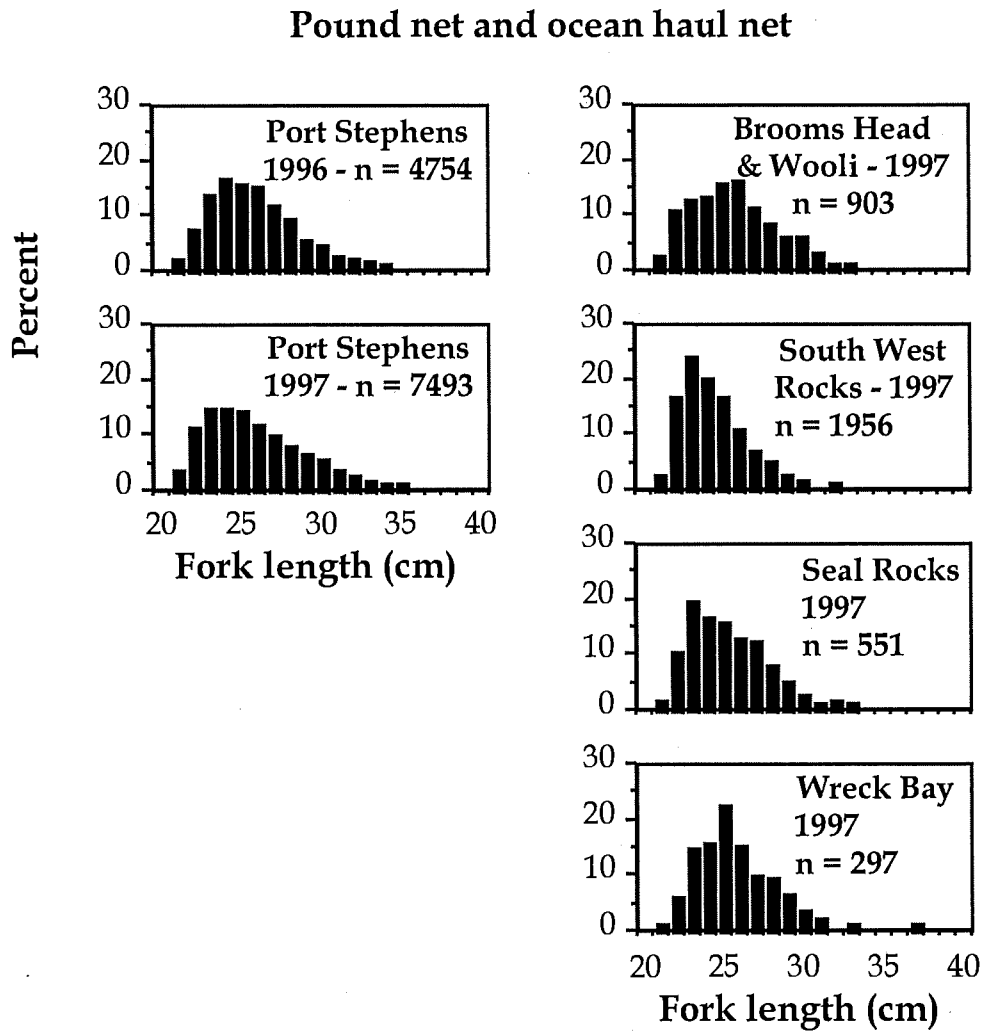 Pound net and ocean haul net
Percent
30
20
10
0
Port Stephens
1996 - n = 4754
30
20
10
0
Port Stephens
1997 - n = 7493
20 25 30 35 40
Fork length (cm)
30
20
10
0
Brooms Head
& Wooli - 1997
n = 903
30
20
10
0
South West
Rocks - 1997
n = 1956
30
20
10
0
Seal Rocks
1997
n = 551
30
20
10
0
Wreck Bay
1997
n = 297
20 25 30 35 40
Fork length (cm)